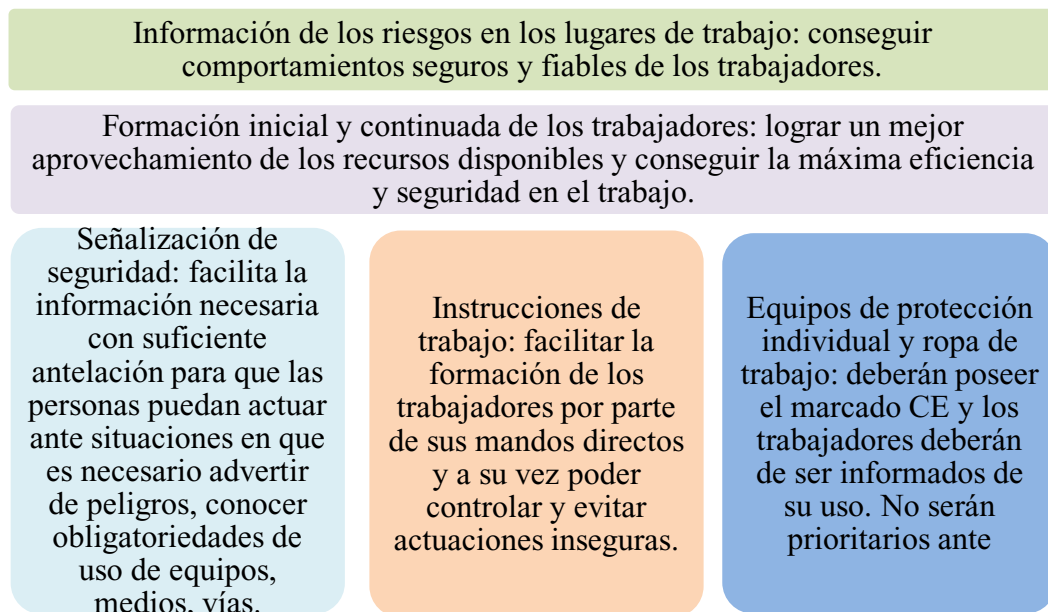 Información de los riesgos en los lugares de trabajo: conseguir
comportamientos seguros y fiables de los trabajadores.
Formación inicial y continuada de los trabajadores: lograr un mejor
aprovechamiento de los recursos disponibles y conseguir la máxima eficiencia
y seguridad en el trabajo.
Señalización de
seguridad: facilita la
información necesaria
con suficiente
antelación para que las
personas puedan actuar
ante situaciones en que
es necesario advertir
de peligros, conocer
obligatoriedades de
uso de equipos,
medios, vías.
Instrucciones de
trabajo: facilitar la
formación de los
trabajadores por parte
de sus mandos directos
y a su vez poder
controlar y evitar
actuaciones inseguras.
Equipos de protección
individual y ropa de
trabajo: deberán poseer
el marcado CE y los
trabajadores deberán
de ser informados de
su uso. No serán
prioritarios ante